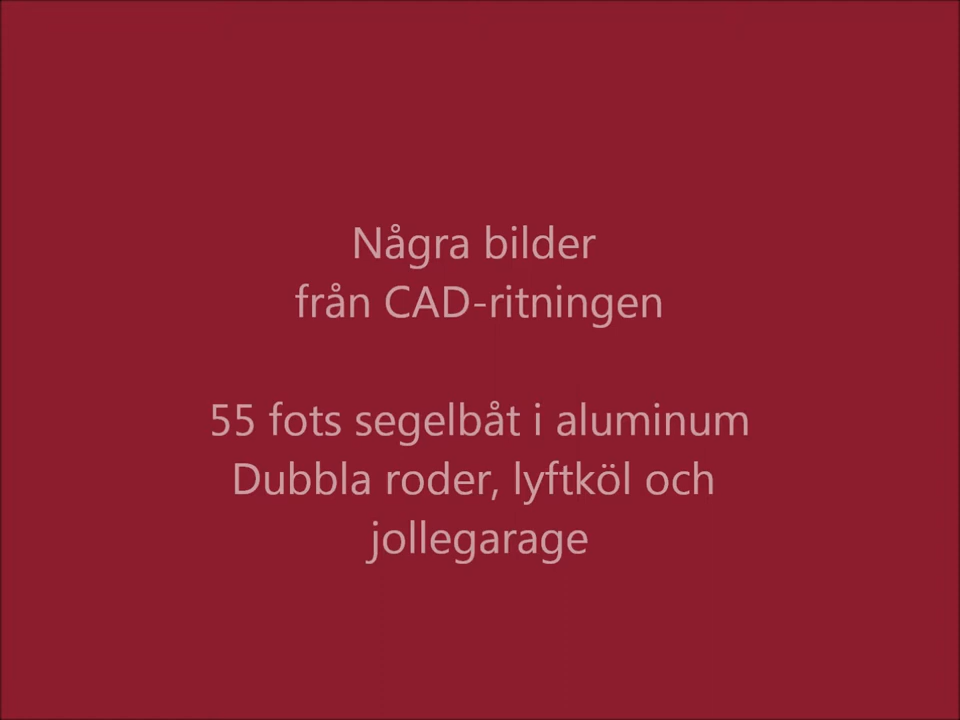 Några bilder
från CAD-ritningen
55 fots segelbåt i aluminum
Dubbla roder, lyftköl och
jollegarage